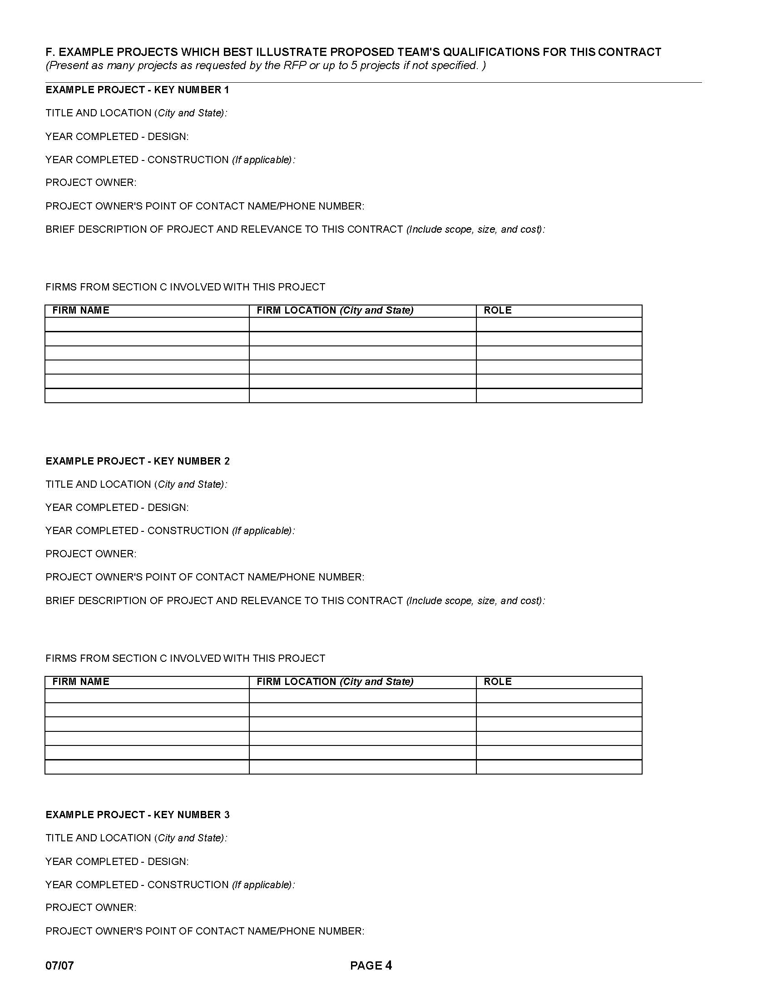 F. EXAMPLE PROJECTS WHICH BEST ILLUSTRATE PROPOSED TEAM'S QUALIFICATIONS FOR THIS CONTRACT
(Present as many projects as requested by the RFP or up to 5 projects if not specified. )
EXAMPLE PROJECT - KEY NUMBER 1
TITLE AND LOCATION (City and State):
YEAR COMPLETED - DESIGN:
YEAR COMPLETED - CONSTRUCTION (If applicable):
PROJECT OWNER:
PROJECT OWNER'S POINT OF CONTACT NAME/PHONE NUMBER:
BRIEF DESCRIPTION OF PROJECT AND RELEVANCE TO THIS CONTRACT (Include scope, size, and cost):
FIRMS FROM SECTION C INVOLVED WITH THIS PROJECT
FIRM NAME FIRM LOCATION (City and State) ROLE
EXAMPLE PROJECT - KEY NUMBER 2
TITLE AND LOCATION (City and State):
YEAR COMPLETED - DESIGN:
YEAR COMPLETED - CONSTRUCTION (If applicable):
PROJECT OWNER:
PROJECT OWNER'S POINT OF CONTACT NAME/PHONE NUMBER:
BRIEF DESCRIPTION OF PROJECT AND RELEVANCE TO THIS CONTRACT (Include scope, size, and cost):
FIRMS FROM SECTION C INVOLVED WITH THIS PROJECT
FIRM NAME FIRM LOCATION (City and State) ROLE
EXAMPLE PROJECT - KEY NUMBER 3
TITLE AND LOCATION (City and State):
YEAR COMPLETED - DESIGN:
YEAR COMPLETED - CONSTRUCTION (If applicable):
PROJECT OWNER:
PROJECT OWNER'S POINT OF CONTACT NAME/PHONE NUMBER:
07/07 PAGE 4